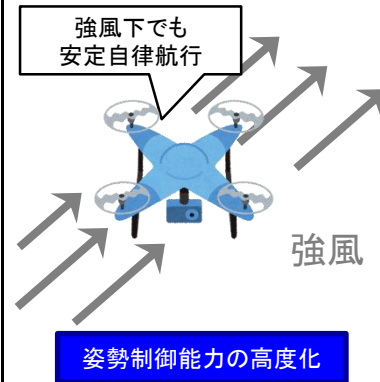 強風下でも
安定自律航行
強風
姿勢制御能力の高度化